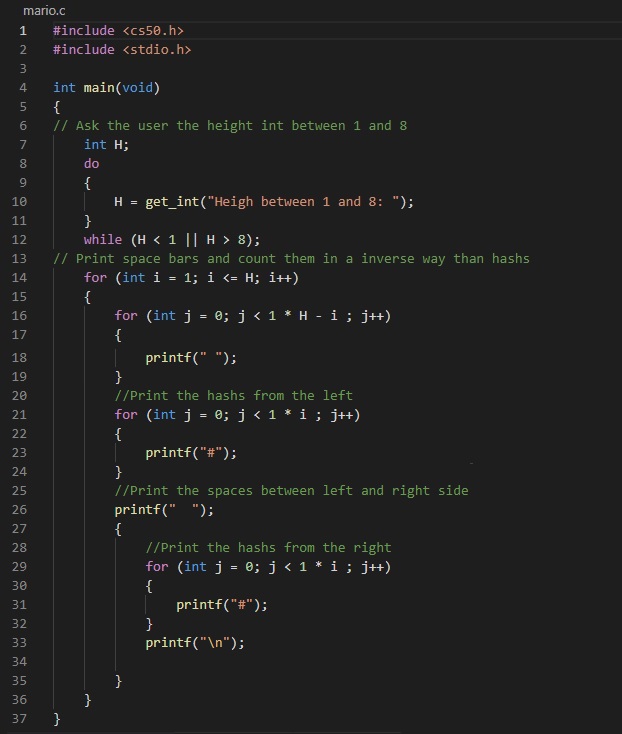 mario.c
1 #include <cs50.h>
2 #include <stdio.h>
3
4 int main(void)
5 {
6 // Ask the user the height int between 1 and 8
7     int H;
8     do
9     {
10         H = get_int("Heigh between 1 and 8: ");
11     }
12     while (H < 1 || H > 8);
13 // Print space bars and count them in a inverse way than hashs
14     for (int i = 1; i <= H; i++)
15     {
16         for (int j = 0; j < 1 * H - i ; j++)
17         {
18             printf(" ");
19         }
20         //Print the hashs from the left
21         for (int j = 0; j < 1 * i ; j++)
22         {
23             printf("#");
24         }
25         //Print the spaces between left and right side
26         printf("  ");
27         {
28             //Print the hashs from the right
29             for (int j = 0; j < 1 * i ; j++)
30             {
31                 printf("#");
32             }
33             printf("\n");
34
35         }
36     }
37 }